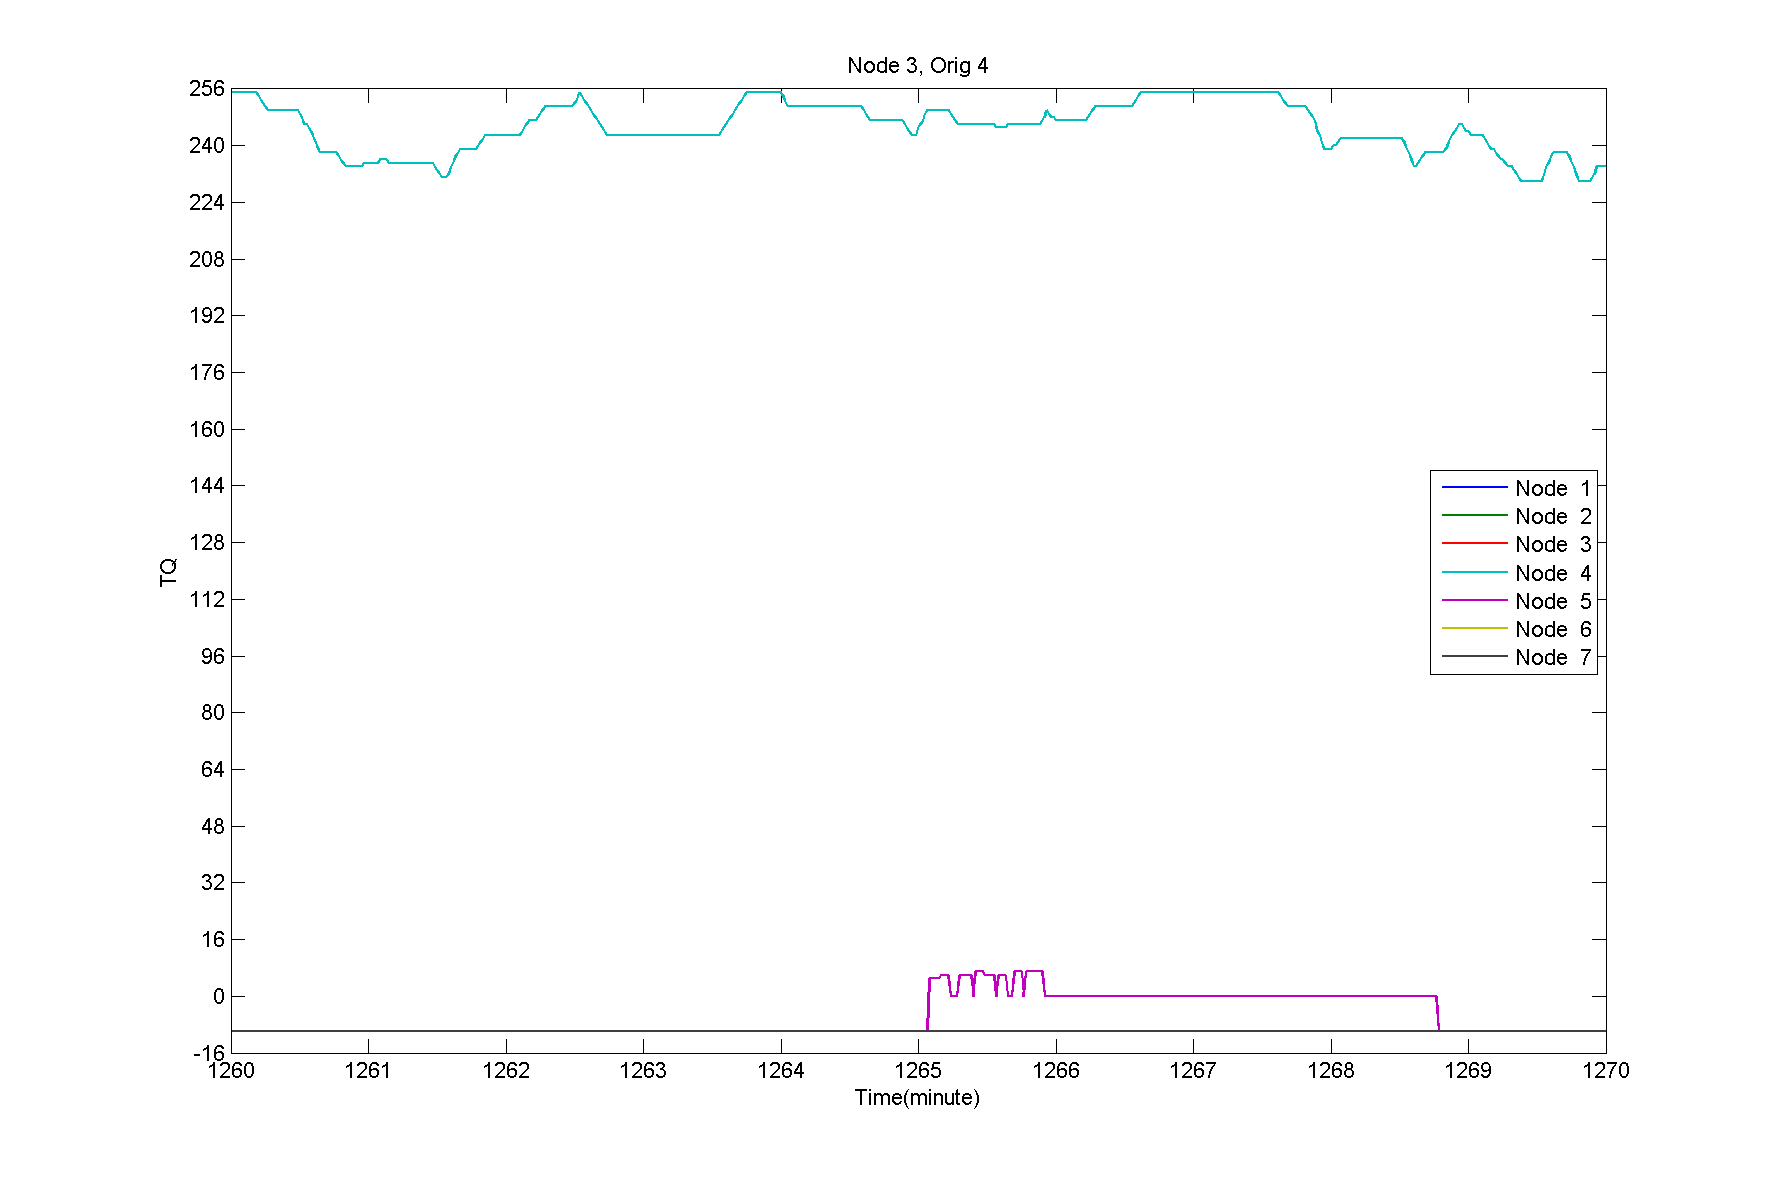 Node 3, Orig 4
256
240
224
208
192
176
160
144
128
112
96
80
64
48
32
16
0
-16
TQ
Node 1
Node 2
Node 3
Node 4
Node 5
Node 6
Node 7
1260 1261 1262 1263 1264 1265 1266 1267 1268 1269 1270
Time(minute)